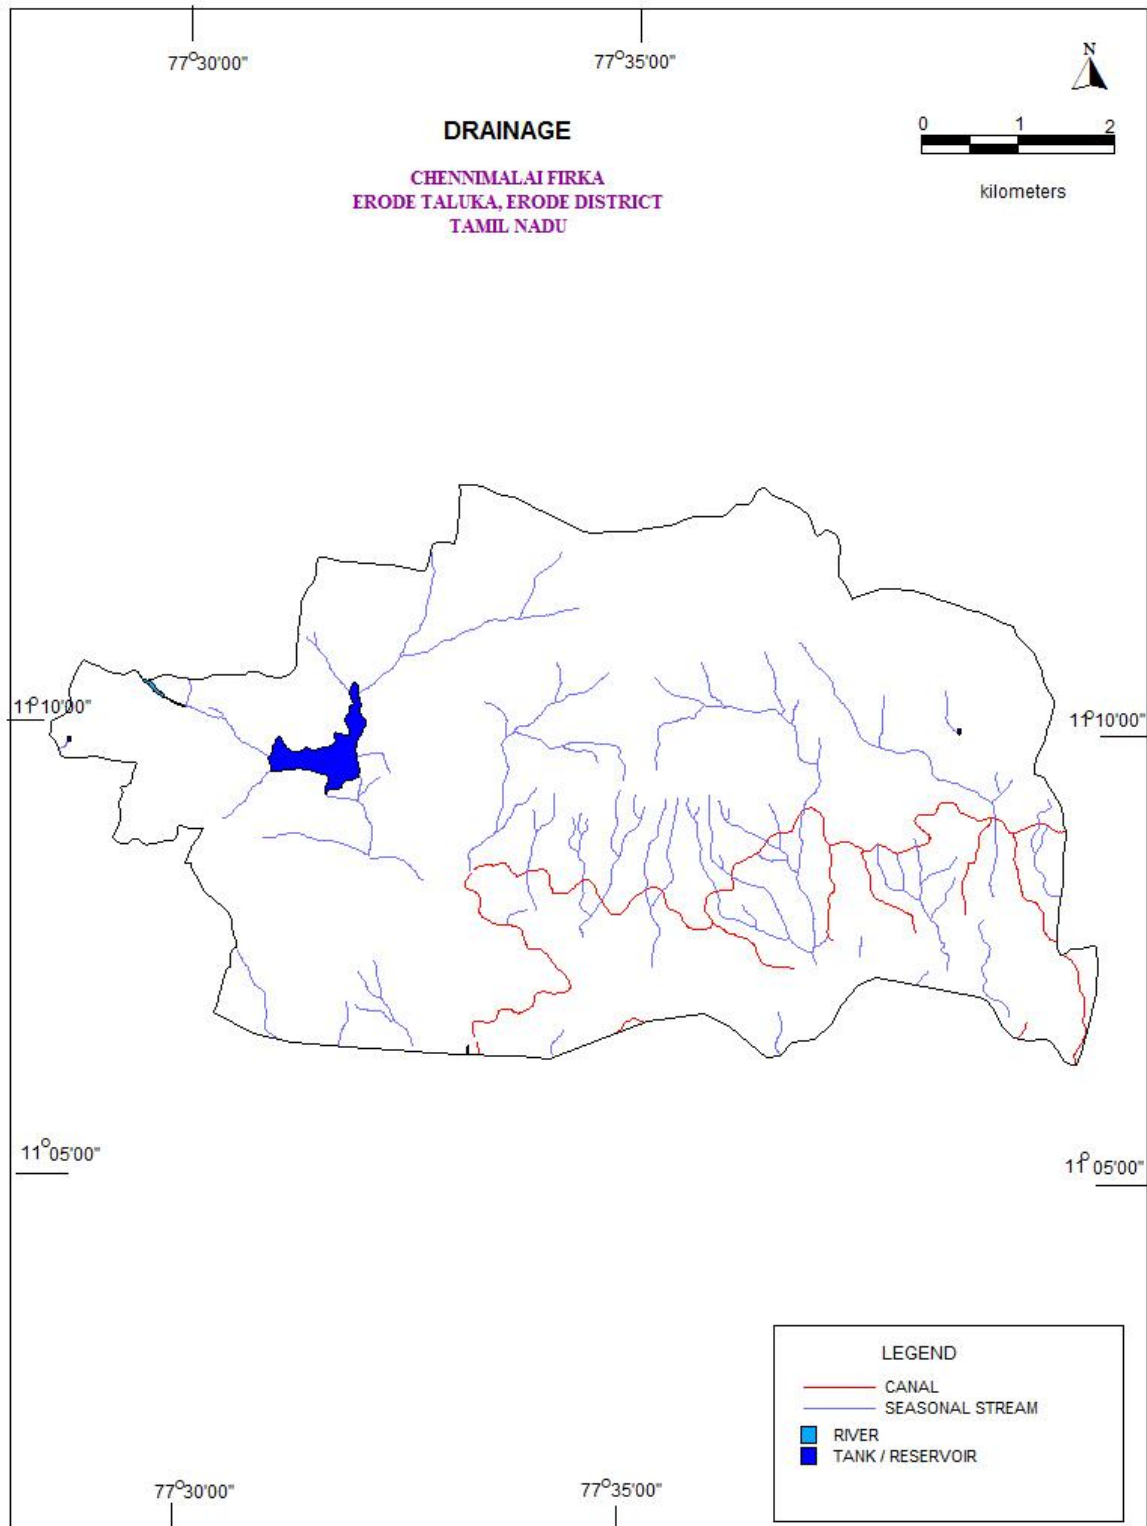 77°30'00"
77°35'00"
N
DRAINAGE
0 1 2
kilometers
CHENNIMALAI FIRKA
ERODE TALUKA, ERODE DISTRICT
TAMIL NADU
11°10'00"
11°10'00"
11°05'00"
11°05'00"
LEGEND
CANAL
SEASONAL STREAM
RIVER
TANK / RESERVOIR
77°30'00"
77°35'00"